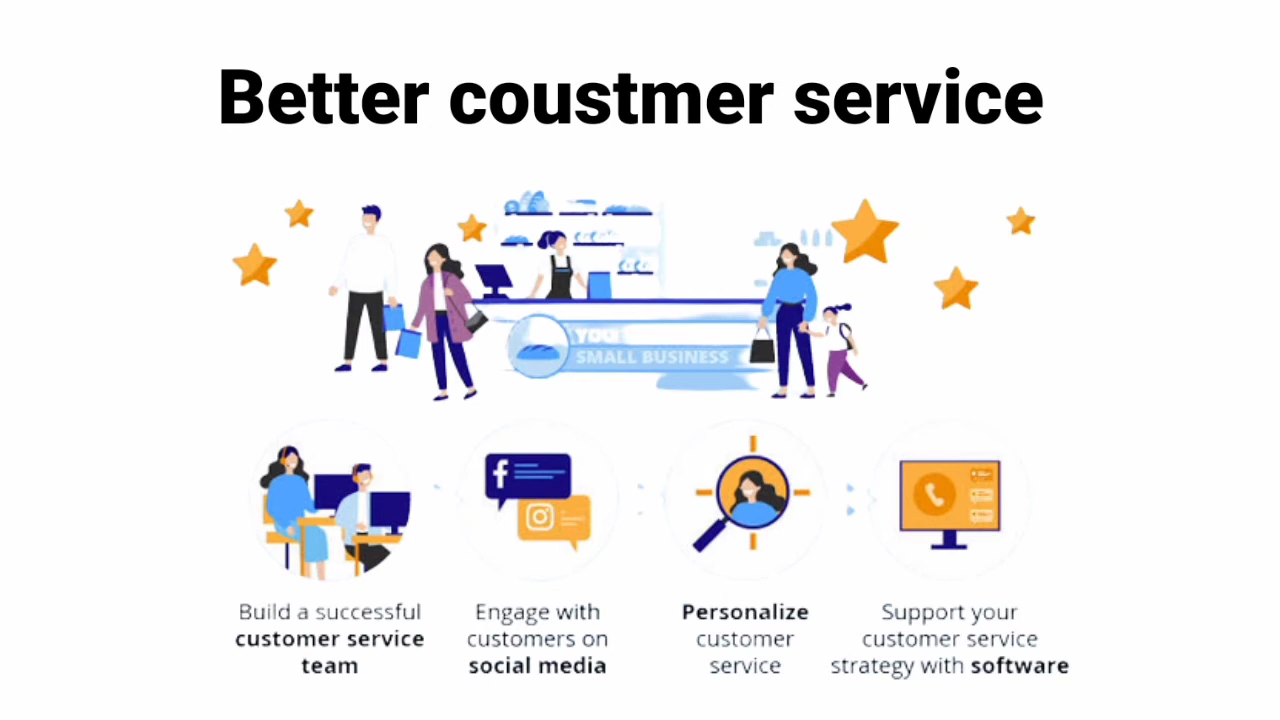 Better coustmer service
YOU
SMALL BUSINESS
Build a successful
customer service
team
Engage with
customers on
social media
Personalize
customer
service
Support your
customer service
strategy with software